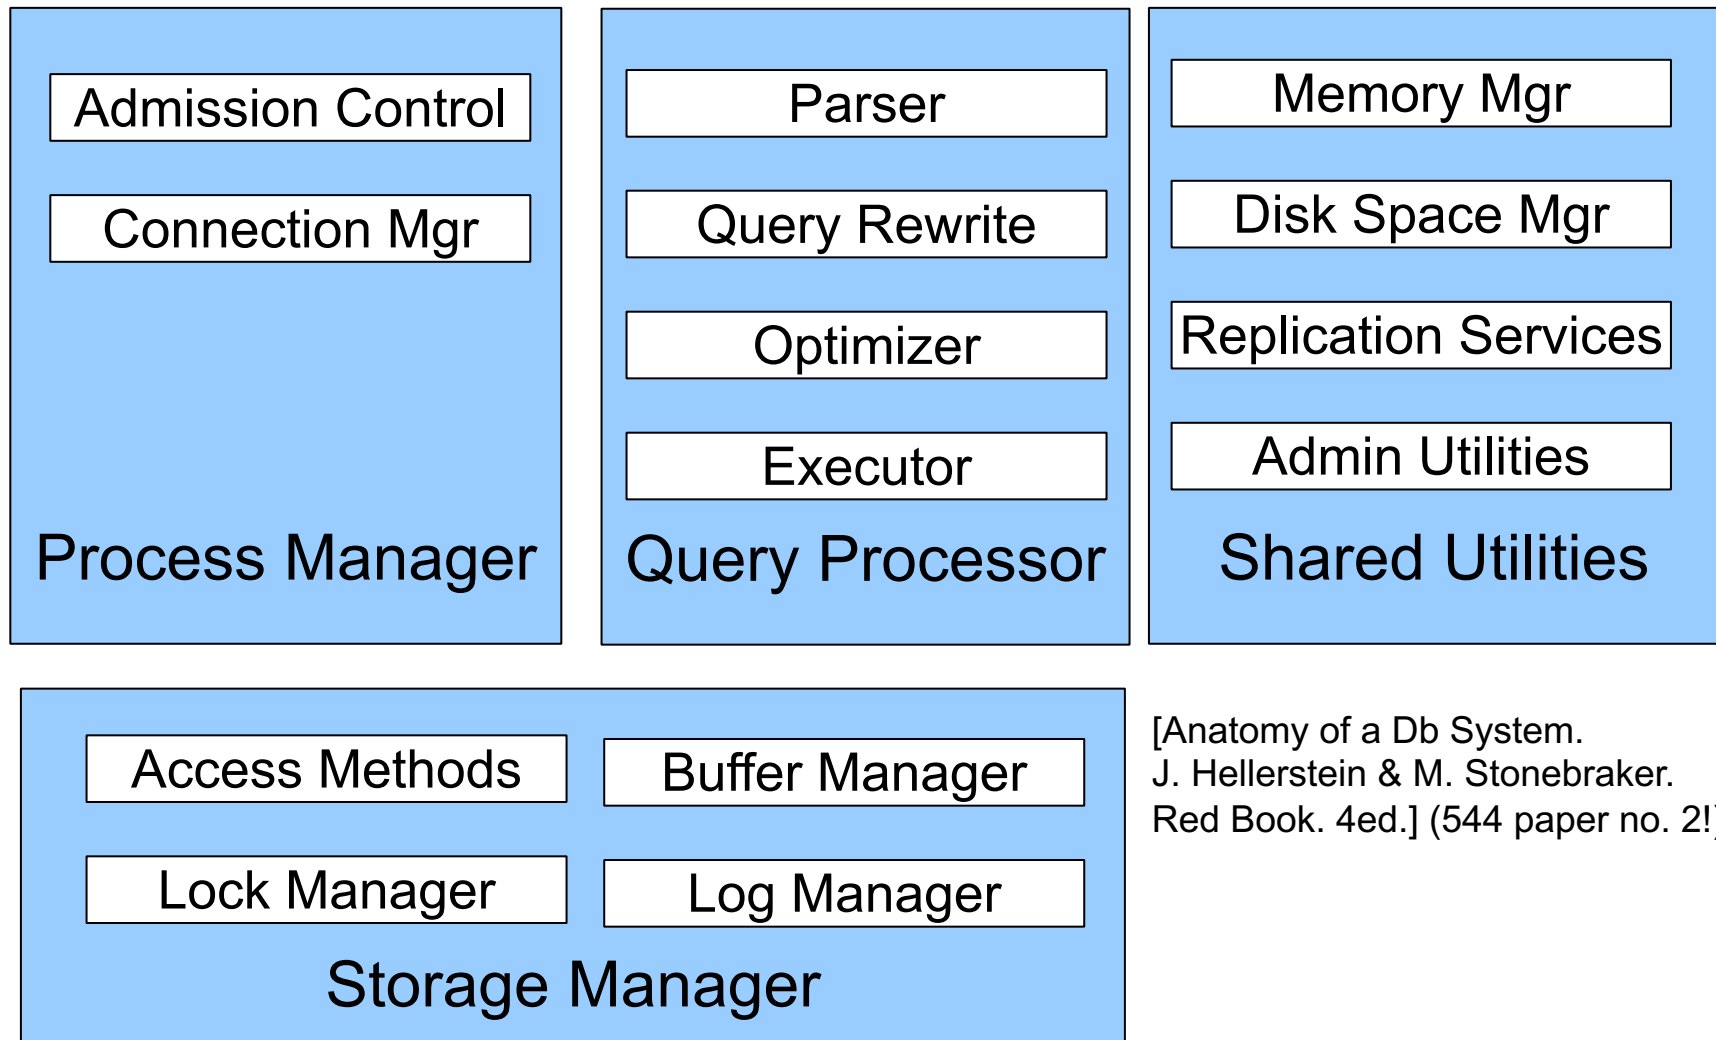 Admission Control
Connection Mgr
Process Manager
Parser
Query Rewrite
Optimizer
Executor
Query Processor
Memory Mgr
Disk Space Mgr
Replication Services
Admin Utilities
Shared Utilities
Access Methods
Buffer Manager
Lock Manager
Log Manager
Storage Manager
[Anatomy of a Db System.
J. Hellerstein & M. Stonebraker.
Red Book. 4ed.] (544 paper no. 2!)